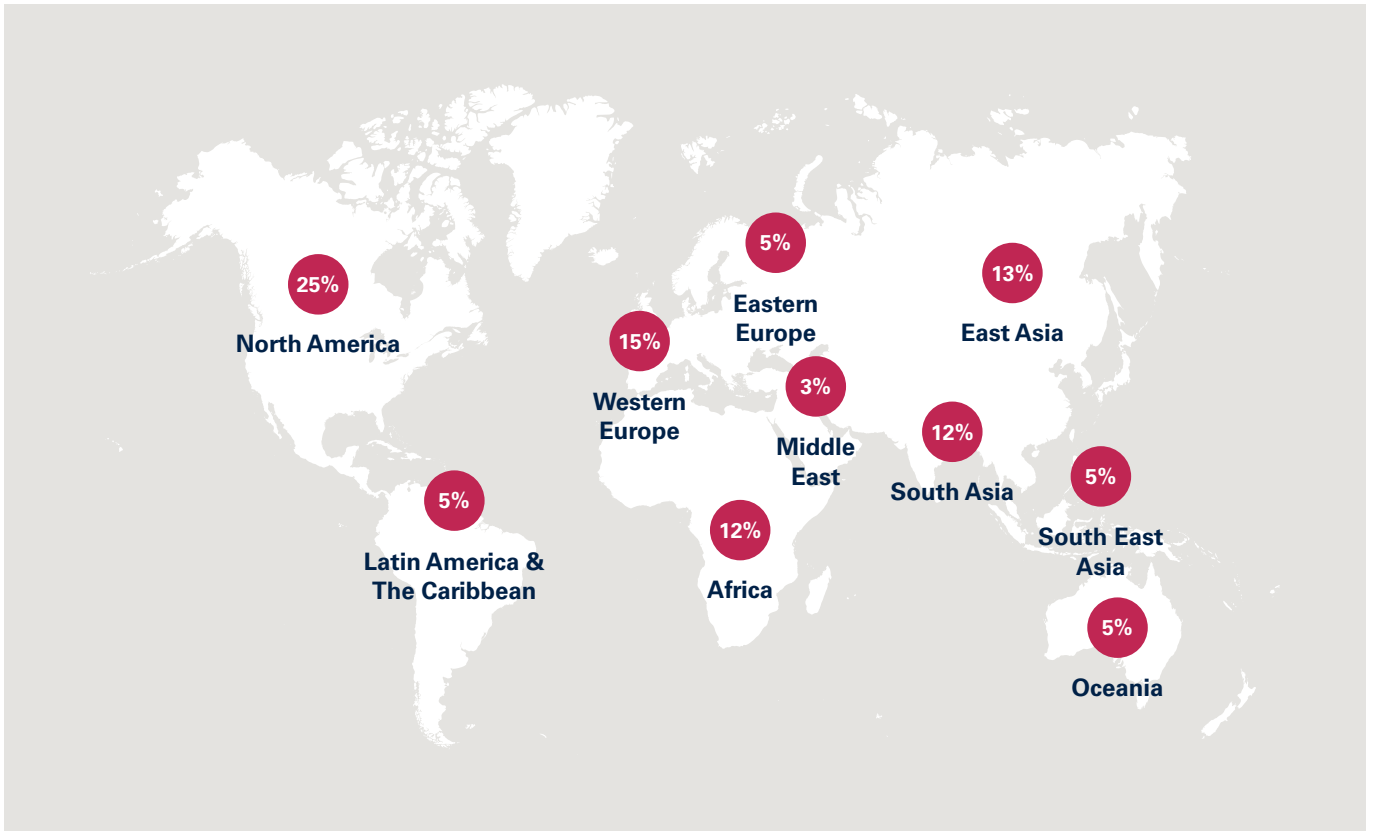 5%
Eastern
Europe
13%
East Asia
25%
North America
15%
Western
Europe
3%
Middle
East
12%
South Asia
5%
South East
Asia
5%
Latin America &
The Caribbean
12%
Africa
5%
Oceania